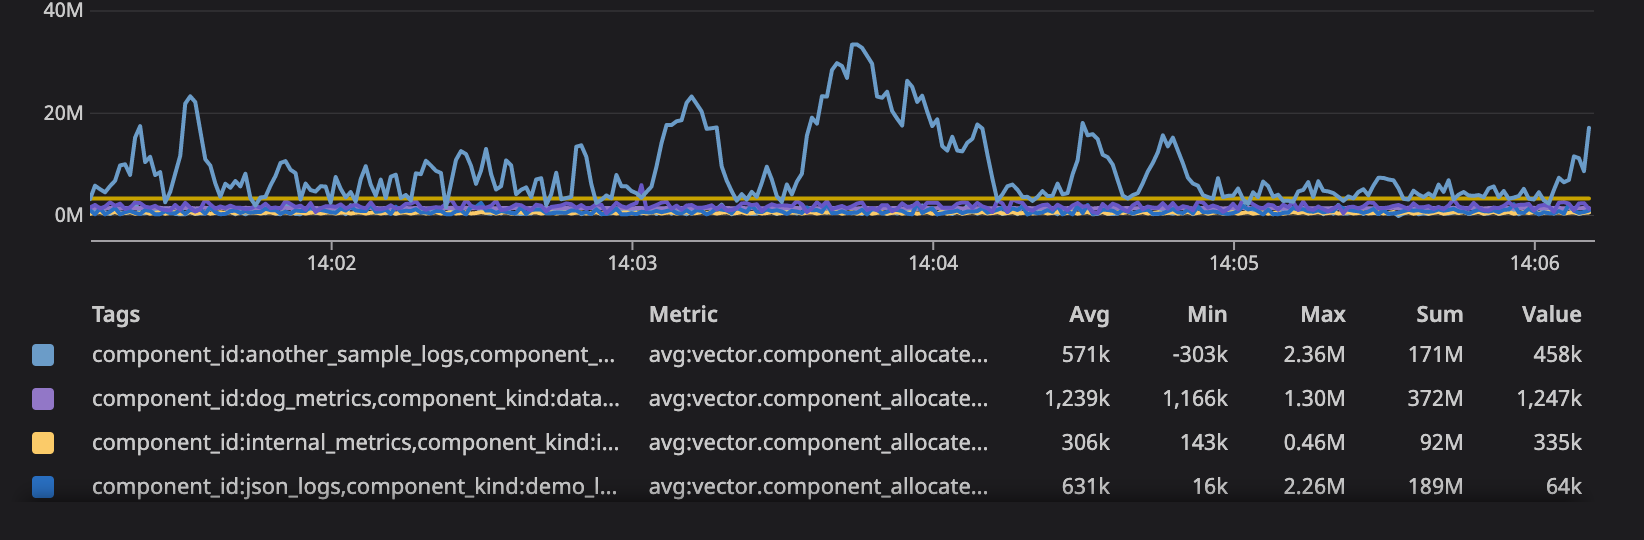 40M
20M
0M
14:02 14:03 14:04 14:05 14:06
Tags Metric Avg Min Max Sum Value
component_id:another_sample_logs,component_... avg:vector.component_allocate... 571k -303k 2.36M 171M 458k
component_id:dog_metrics,component_kind:data... avg:vector.component_allocate... 1,239k 1,166k 1.30M 372M 1,247k
component_id:internal_metrics,component_kind:i... avg:vector.component_allocate... 306k 143k 0.46M 92M 335k
component_id:json_logs,component_kind:demo_l... avg:vector.component_allocate... 631k 16k 2.26M 189M 64k